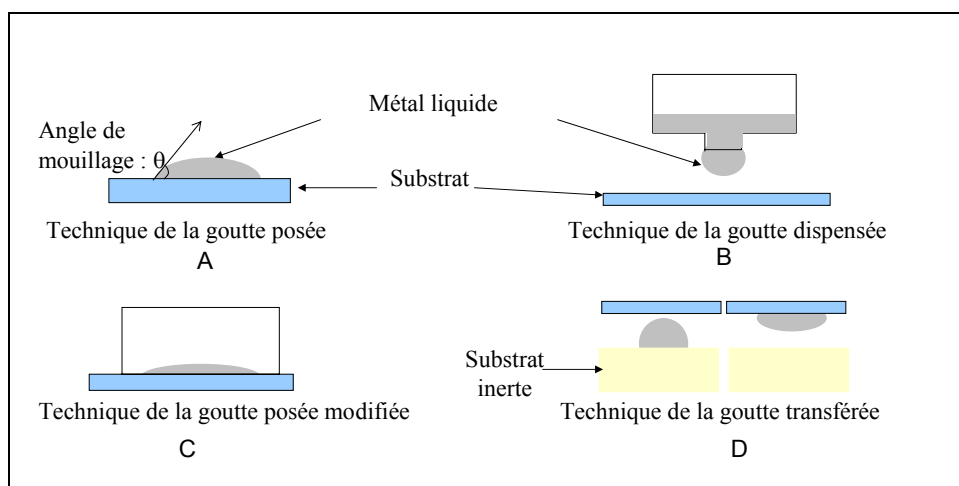 Métal liquide
Angle de
mouillage : θ
Substrat
Technique de la goutte posée
A
Technique de la goutte dispensée
B
Substrat
inerte
Technique de la goutte posée modifiée
C
Technique de la goutte transférée
D